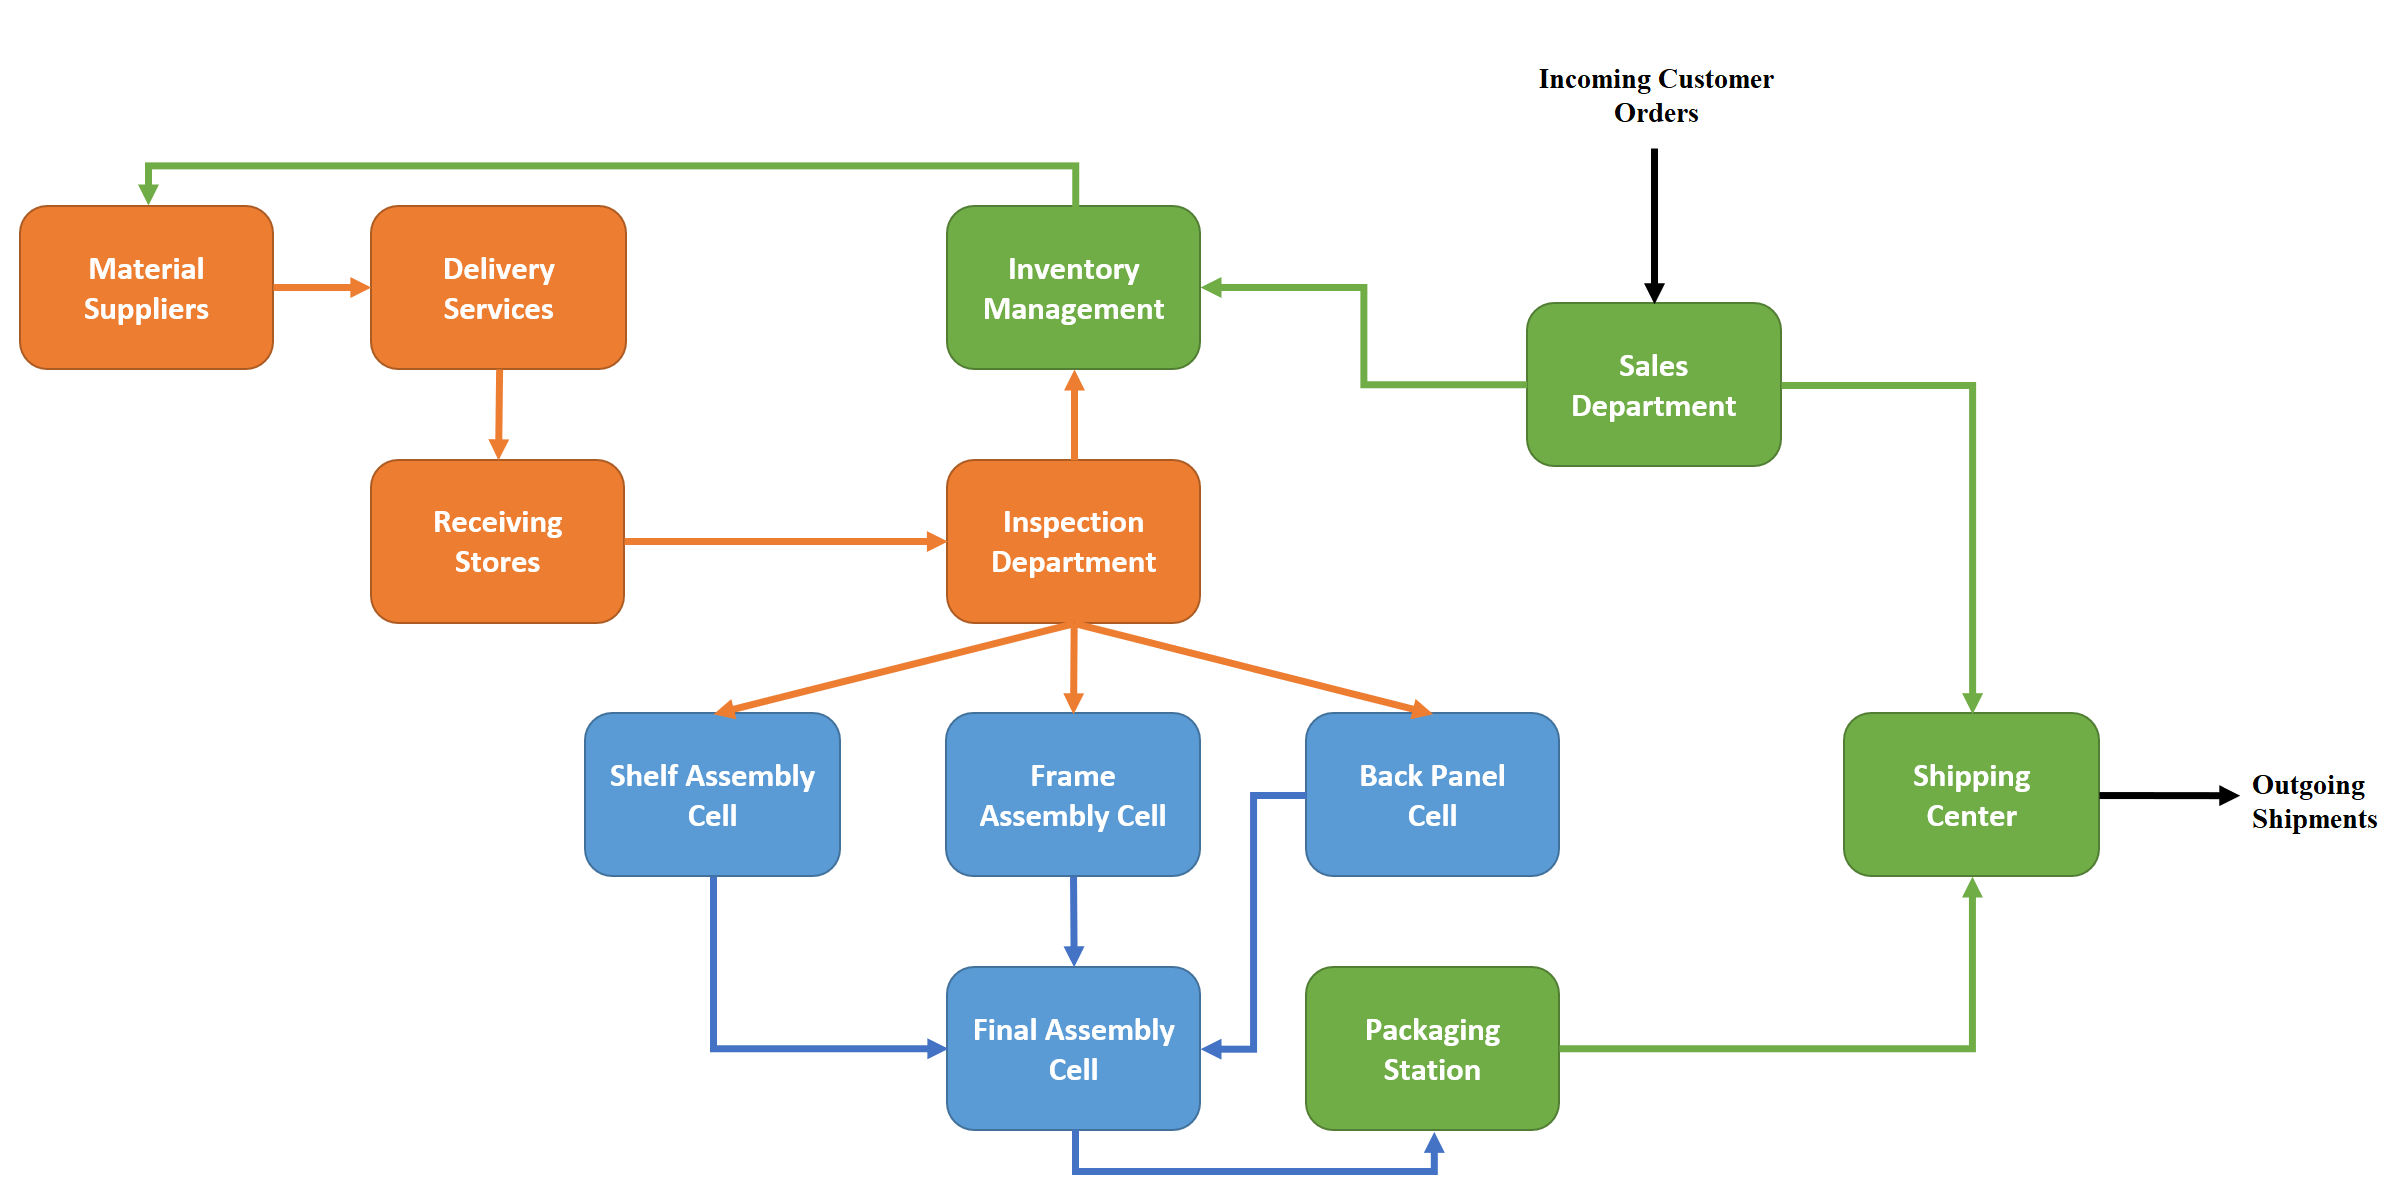 Incoming Customer
Orders
Material
Suppliers
Delivery
Services
Inventory
Management
Sales
Department
Receiving
Stores
Inspection
Department
Shelf Assembly
Cell
Frame
Assembly Cell
Back Panel
Cell
Shipping
Center
Outgoing
Shipments
Final Assembly
Cell
Packaging
Station